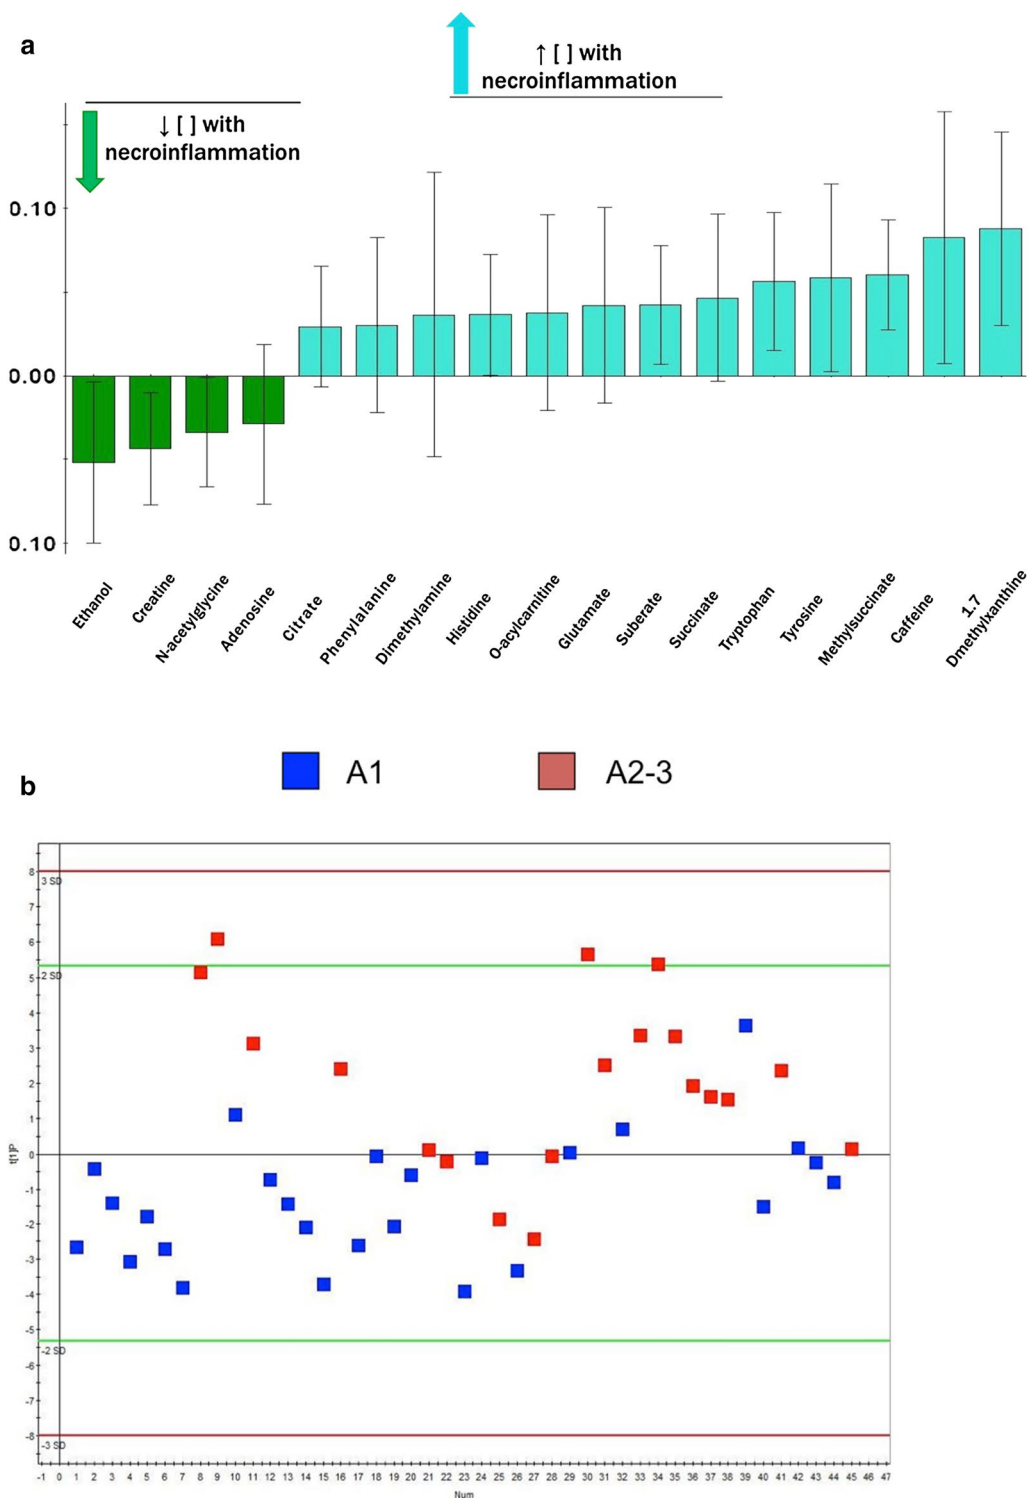 a
↑ [ ] with
necroinflammation
↓ [ ] with
necroinflammation
0.10
0.00
0.10
Ethanol
Creatine
N-acetylglycine
Adenosine
Citrate
Phenylalanine
Dimethylamine
Histidine
O-acylcarnitine
Glutamate
Suberate
Succinate
Tryptophan
Tyrosine
Methylsuccinate
Caffeine
1.7
Dmethylxanthine
b
A1
A2-3
8
3 SD
7
6
2 SD
5
4
3
2
1
0
t[1]P
-1
-2
-3
-4
-5
-2 SD
-6
-7
-8
-3 SD
-1 0 1 2 3 4 5 6 7 8 9 10 11 12 13 14 15 16 17 18 19 20 21 22 23 24 25 26 27 28 29 30 31 32 33 34 35 36 37 38 39 40 41 42 43 44 45 46 47
Num